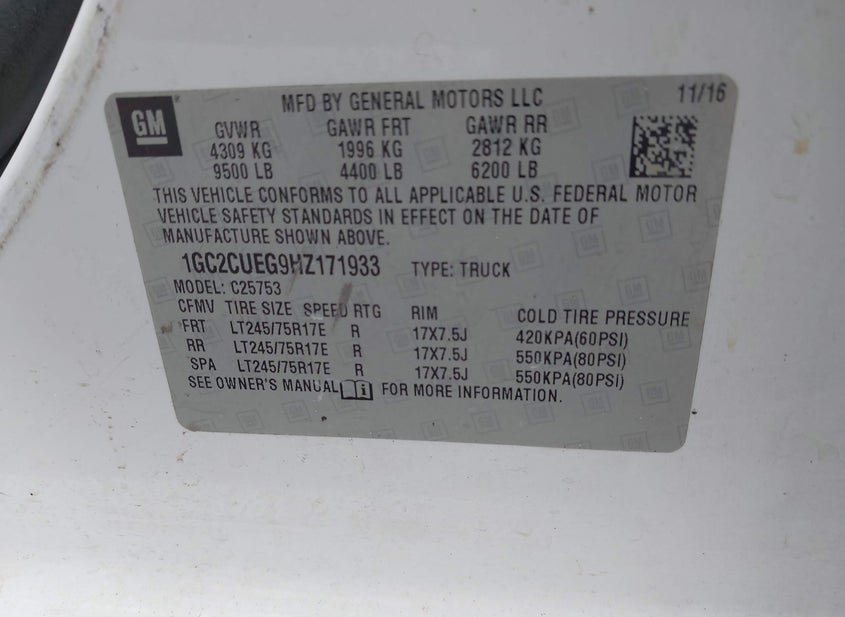 GM
MFD BY GENERAL MOTORS LLC 11/16
GVWR GAWR FRT GAWR RR
4309 KG 1996 KG 2812 KG
9500 LB 4400 LB 6200 LB
THIS VEHICLE CONFORMS TO ALL APPLICABLE U.S. FEDERAL MOTOR
VEHICLE SAFETY STANDARDS IN EFFECT ON THE DATE OF
MANUFACTURE SHOWN ABOVE.
1GC2CUEG9HZ171933 TYPE: TRUCK
MODEL: C25753
CFMV TIRE SIZE SPEED RTG RIM COLD TIRE PRESSURE
FRT LT245/75R17E R 17X7.5J 420KPA(60PSI)
RR LT245/75R17E R 17X7.5J 550KPA(80PSI)
SPA LT245/75R17E R 17X7.5J 550KPA(80PSI)
SEE OWNER'S MANUAL i FOR MORE INFORMATION.